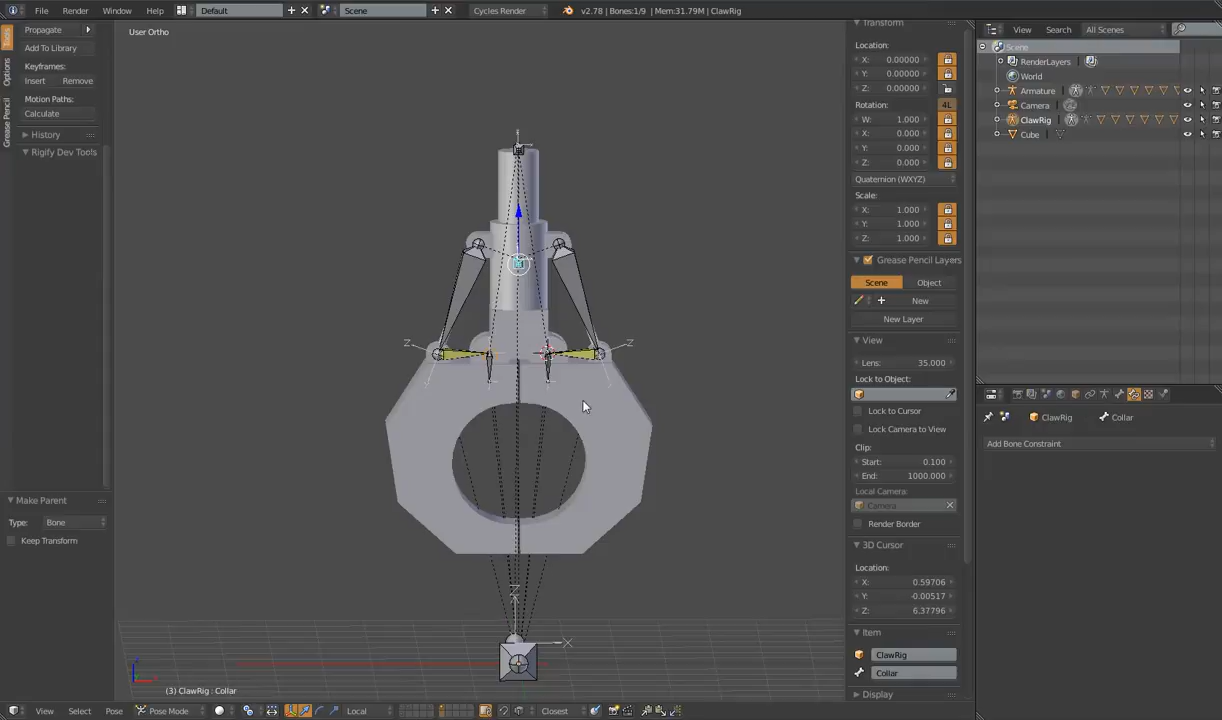 File Render Window Help Default Scene Cycles Render v2.78 | Bones:1/9 | Mem:31.79M | ClawRig
User Ortho
Tools
Options
Grease Pencil
Propagate
Add To Library
Keyframes:
Insert Remove
Motion Paths:
Calculate
History
Rigify Dev Tools
Make Parent
Type: Bone
Keep Transform
Z
Z
Z
X
(3) ClawRig : Collar
View Select Pose Pose Mode Local Closest
Transform
Location:
X: 0.00000
Y: 0.00000
Z: 0.00000
Rotation: 4L
W: 1.000
X: 0.000
Y: 0.000
Z: 0.000
Quaternion (WXYZ)
Scale:
X: 1.000
Y: 1.000
Z: 1.000
Grease Pencil Layers
Scene Object
New
New Layer
View
Lens: 35.000
Lock to Object:
Lock to Cursor
Lock Camera to View
Clip:
Start: 0.100
End: 1000.000
Local Camera:
Camera
Render Border
3D Cursor
Location:
X: 0.59706
Y: -0.00517
Z: 6.37796
Item
ClawRig
Collar
Display
View Search All Scenes
Scene
RenderLayers
World
Armature
Camera
ClawRig
Cube
ClawRig Collar
Add Bone Constraint